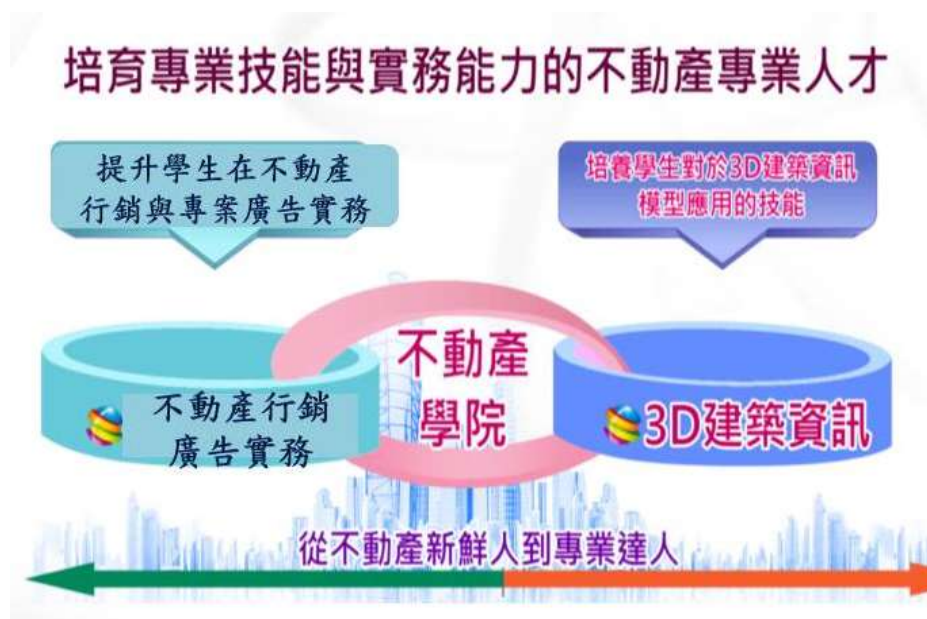 培育專業技能與實務能力的不動產專業人才
提升學生在不動產
行銷與專案廣告實務
培養學生對於3D建築資訊
模型應用的技能
不動產
學院
不動產行銷
廣告實務
3D建築資訊
從不動產新鮮人到專業達人